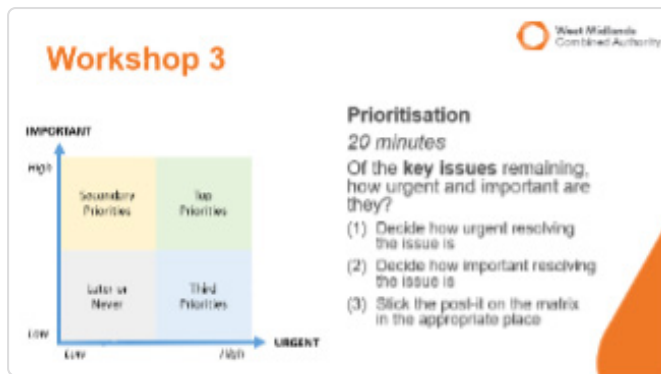 West Midlands
Combined Authority
Workshop 3
IMPORTANT
High
Secondary
Priorities
Top
Priorities
Later or
Never
Third
Priorities
Low
Low
High
URGENT
Prioritisation
20 minutes
Of the key issues remaining,
how urgent and important are
they?
(1) Decide how urgent resolving
the issue is
(2) Decide how important resolving
the issue is
(3) Stick the post-it on the matrix
in the appropriate place